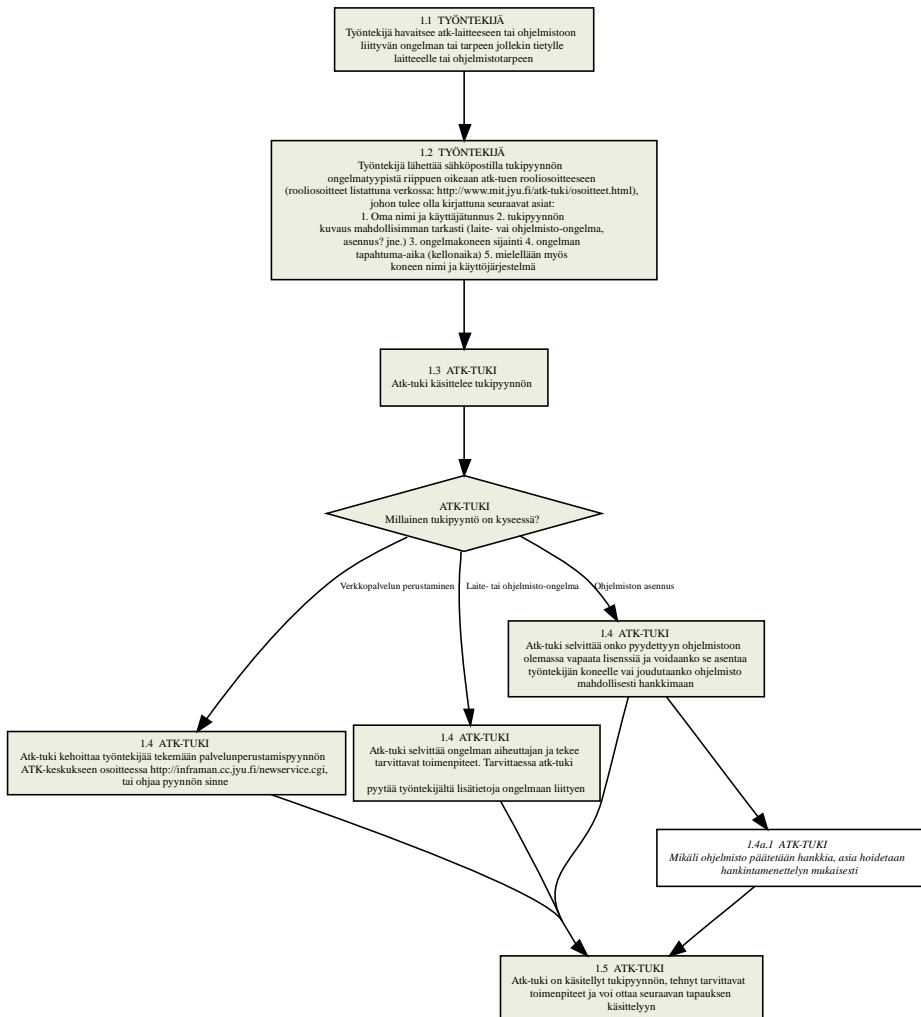 1.1 TYÖNTEKIJÄ
Työntekijä havaitsee atk-laitteeseen tai ohjelmistoon
liittyvän ongelman tai tarpeen jollekin tietylle
laitteeelle tai ohjelmistotarpeen
1.2 TYÖNTEKIJÄ
Työntekijä lähettää sähköpostilla tukipyynnön
ongelmatyypistä riippuen oikeaan atk-tuen rooliosoitteeseen
(rooliosoitteet listattuna verkossa: http://www.mit.jyu.fi/atk-tuki/osoitteet.html),
johon tulee olla kirjattuna seuraavat asiat:
1. Oma nimi ja käyttäjätunnus 2. tukipyynnön
kuvaus mahdollisimman tarkasti (laite- vai ohjelmisto-ongelma,
asennus? jne.) 3. ongelmakoneen sijainti 4. ongelman
tapahtuma-aika (kellonaika) 5. mielellään myös
koneen nimi ja käyttöjärjestelmä
1.3 ATK-TUKI
Atk-tuki käsittelee tukipyynnön
ATK-TUKI
Millainen tukipyyntö on kyseessä?
Verkkopalvelun perustaminen
Laite- tai ohjelmisto-ongelma
Ohjelmiston asennus
1.4 ATK-TUKI
Atk-tuki selvittää onko pyydettyyn ohjelmistoon
olemassa vapaata lisenssiä ja voidaanko se asentaa
työntekijän koneelle vai joudutaanko ohjelmisto
mahdollisesti hankkimaan
1.4 ATK-TUKI
Atk-tuki kehoittaa työntekijää tekemään palvelunperustamispyynnön
ATK-keskukseen osoitteessa http://inframan.cc.jyu.fi/newservice.cgi,
tai ohjaa pyynnön sinne
1.4 ATK-TUKI
Atk-tuki selvittää ongelman aiheuttajan ja tekee
tarvittavat toimenpiteet. Tarvittaessa atk-tuki
pyytää työntekijältä lisätietoja ongelmaan liittyen
1.4a.1 ATK-TUKI
Mikäli ohjelmisto päätetään hankkia, asia hoidetaan
hankintamenettelyn mukaisesti
1.5 ATK-TUKI
Atk-tuki on käsitellyt tukipyynnön, tehnyt tarvittavat
toimenpiteet ja voi ottaa seuraavan tapauksen
käsittelyyn